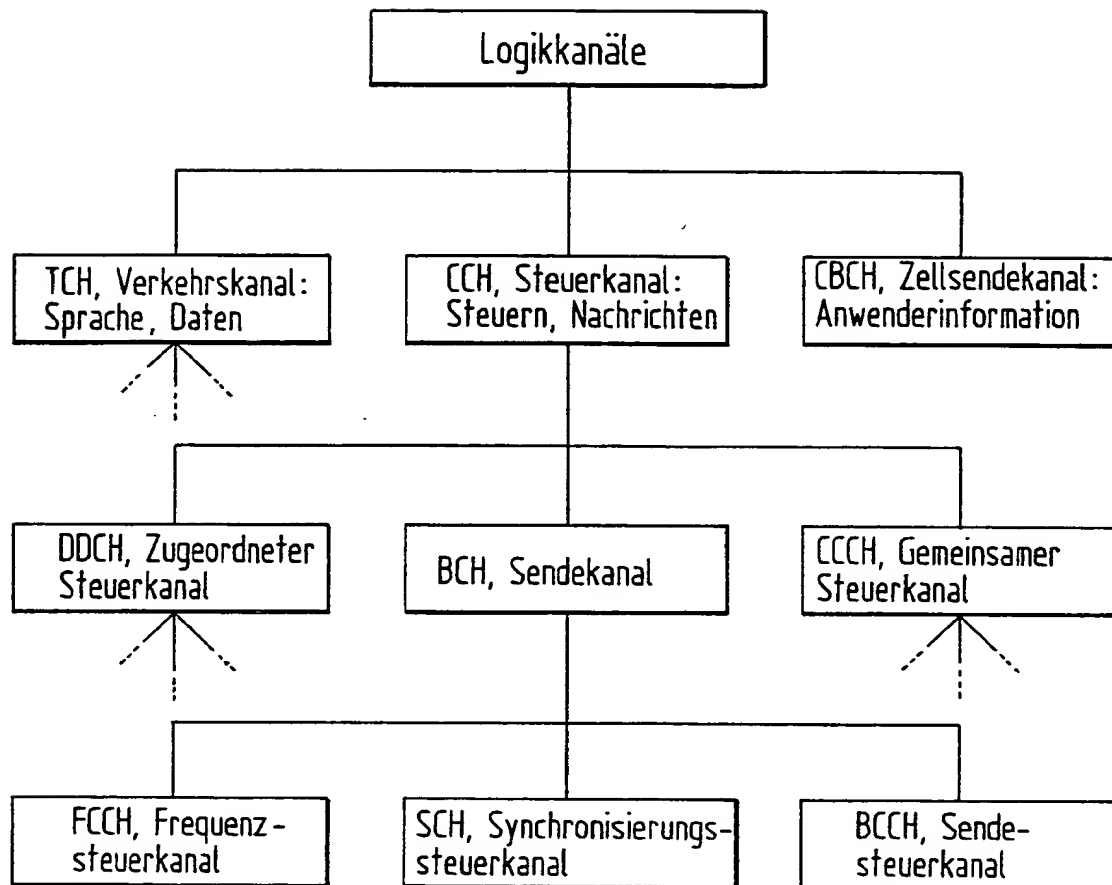 Logikkanäle
TCH, Verkehrskanal:
Sprache, Daten
CCH, Steuerkanal:
Steuern, Nachrichten
CBCH, Zellsendekanal:
Anwenderinformation
DDCH, Zugeordneter
Steuerkanal
BCH, Sendekanal
CCCH, Gemeinsamer
Steuerkanal
FCCH, Frequenz-
steuerkanal
SCH, Synchronisierungs-
steuerkanal
BCCH, Sende-
steuerkanal